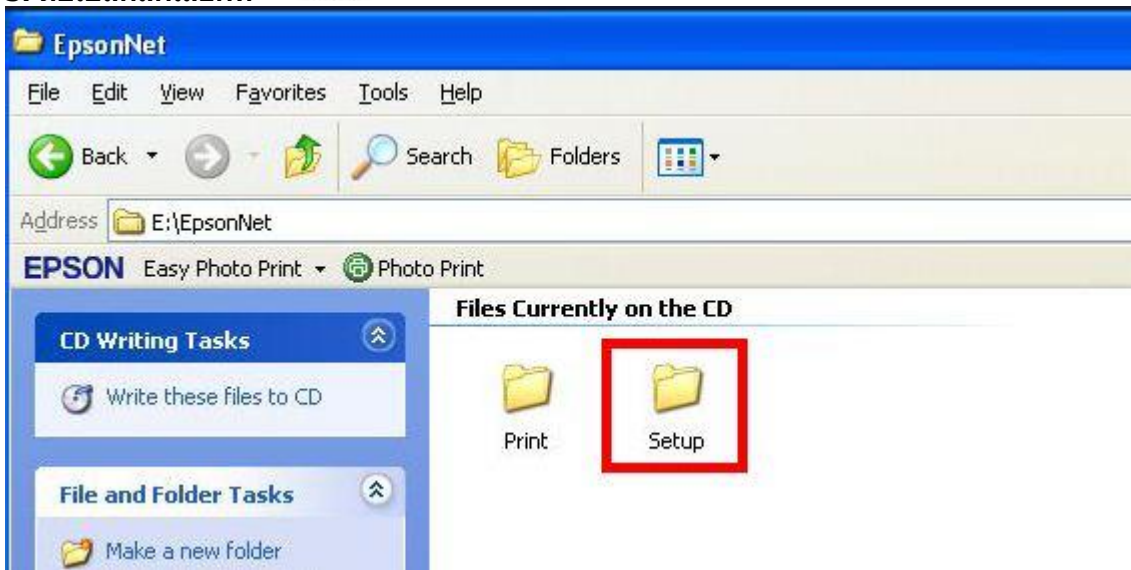 EpsonNet
File Edit View Favorites Tools Help
Back Search Folders
Address E:\EpsonNet
EPSON Easy Photo Print Photo Print
Files Currently on the CD
CD Writing Tasks
Write these files to CD
Print Setup
File and Folder Tasks
Make a new folder